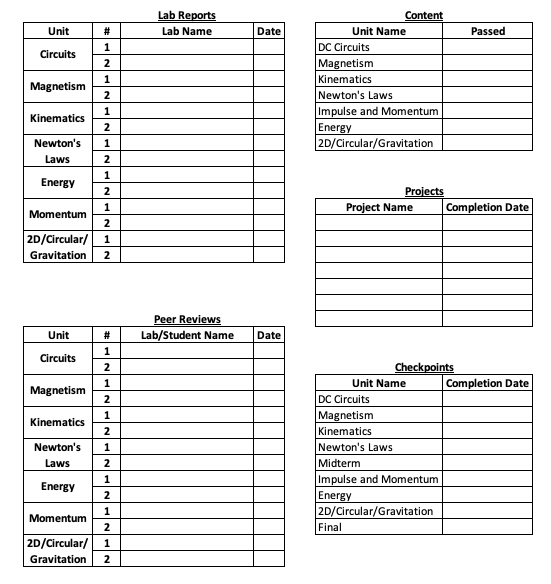 Lab Reports
Unit # Lab Name Date
Circuits 1
2
Magnetism 1
2
Kinematics 1
2
Newton's Laws 1
2
Energy 1
2
Momentum 1
2
2D/Circular/ 1
Gravitation 2
Content
Unit Name Passed
DC Circuits
Magnetism
Kinematics
Newton's Laws
Impulse and Momentum
Energy
2D/Circular/Gravitation
Projects
Project Name Completion Date
Peer Reviews
Unit # Lab/Student Name Date
Circuits 1
2
Magnetism 1
2
Kinematics 1
2
Newton's 1
Laws 2
Energy 1
2
Momentum 1
2
2D/Circular/ 1
Gravitation 2
Checkpoints
Unit Name Completion Date
DC Circuits
Magnetism
Kinematics
Newton's Laws
Midterm
Impulse and Momentum
Energy
2D/Circular/Gravitation
Final